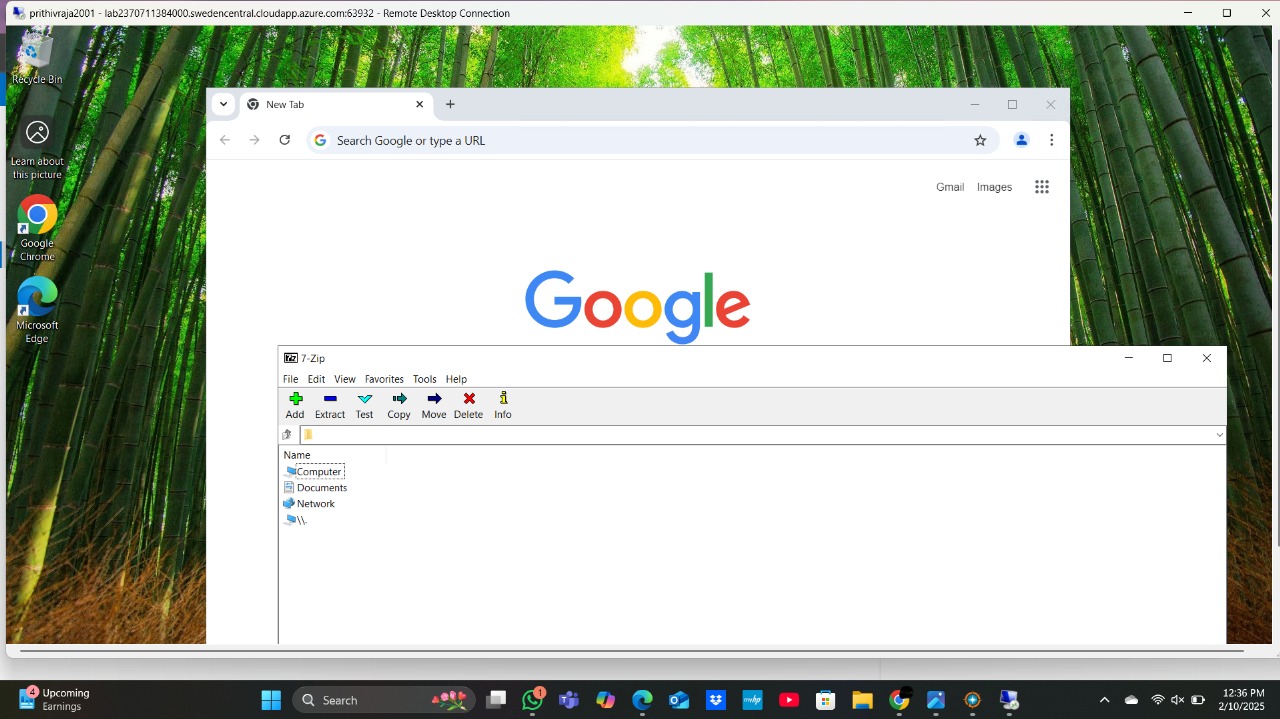 prithivraja2001 - lab2370711384000.swedencentral.cloudapp.azure.com:63932 - Remote Desktop Connection
Recycle Bin
Learn about
this picture
Google
Chrome
Microsoft
Edge
New Tab
Search Google or type a URL
Gmail Images
Google
7-Zip
File Edit View Favorites Tools Help
Add Extract Test Copy Move Delete Info
Name
Computer
Documents
Network
\\.
4 Upcoming
Earnings
Search
1
12:36 PM
2/10/2025